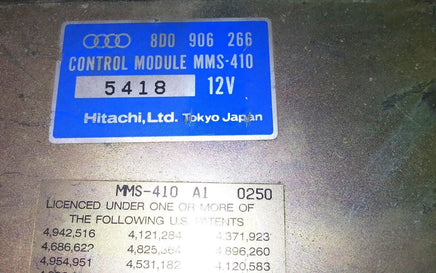 8D0 906 266
CONTROL MODULE MMS-410
5418 12V
Hitachi, Ltd. Tokyo Japan
MMS-410 A1 0250
LICENCED UNDER ONE OR MORE OF
THE FOLLOWING U.S. PATENTS
4,942,516 4,121,284 4,371,923
4,686,622 4,825,364 4,896,260
4,954,951 4,531,182 4,120,583